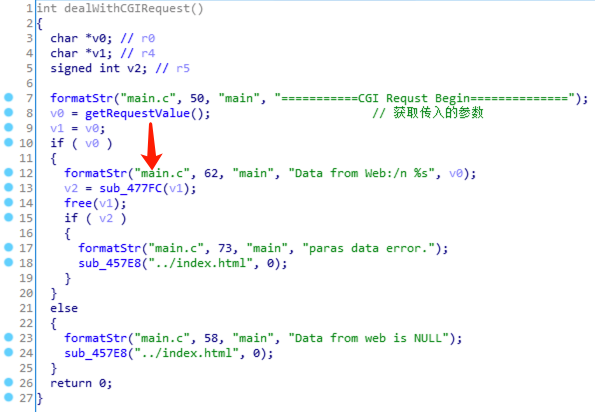 1 int dealWithCGIRequest()
2 {
3 char *v0; // r0
4 char *v1; // r4
5 signed int v2; // r5
6
7 formatStr("main.c", 50, "main", "===========CGI Requst Begin==============");
8 v0 = getRequestValue(); // 获取传入的参数
9 v1 = v0;
10 if ( v0 )
11 {
12 formatStr("main.c", 62, "main", "Data from Web:/n %s", v0);
13 v2 = sub_477FC(v1);
14 free(v1);
15 if ( v2 )
16 {
17 formatStr("main.c", 73, "main", "paras data error.");
18 sub_457E8("../index.html", 0);
19 }
20 }
21 else
22 {
23 formatStr("main.c", 58, "main", "Data from web is NULL");
24 sub_457E8("../index.html", 0);
25 }
26 return 0;
27 }